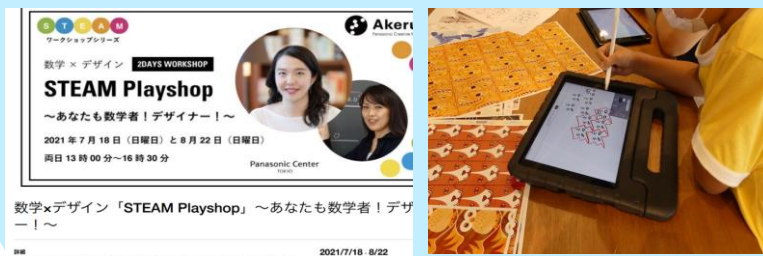 STEAM
ワークショップシリーズ
Akeru
数学 × デザイン 2DAYS WORKSHOP
STEAM Playshop
〜あなたも数学者！デザイナー！〜
2021年7月18日（日曜日）と8月22日（日曜日）
両日 13時00分〜16時30分
Panasonic Center
TOKYO
数学×デザイン「STEAM Playshop」〜あなたも数学者！デザ
ー！〜
詳細
2021/7/18 - 8/22